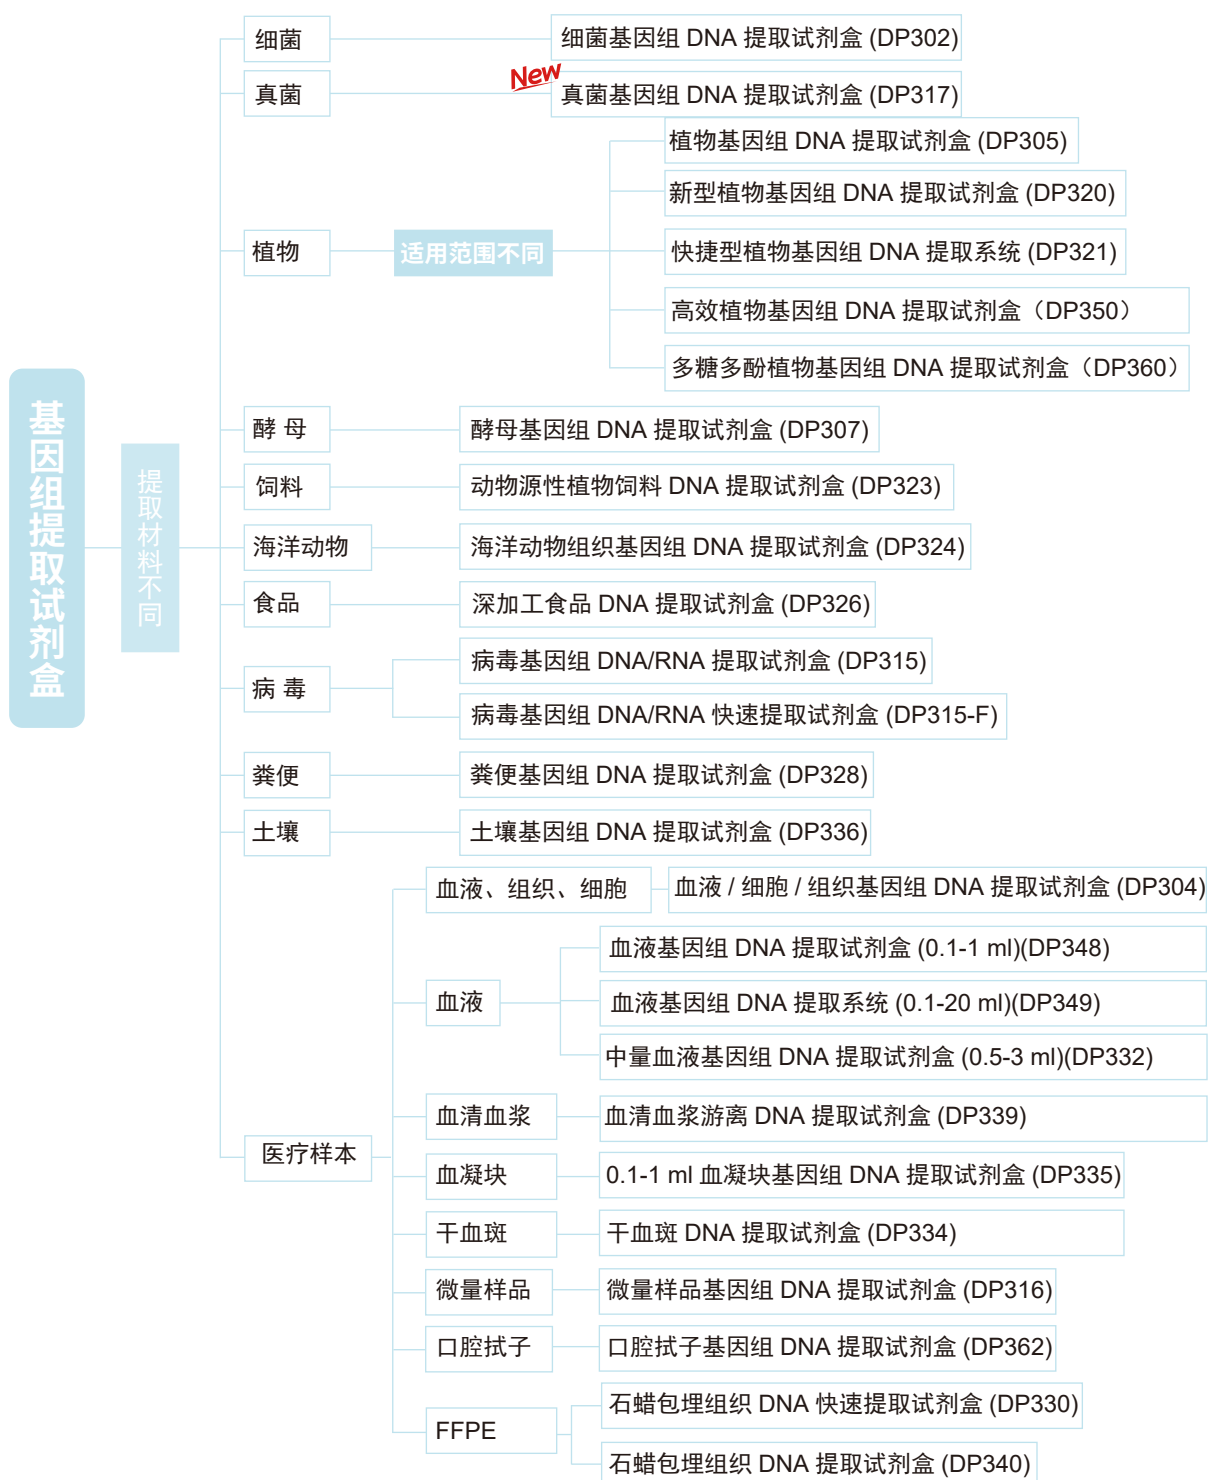 基因组提取试剂盒
提取材料不同
细菌
细菌基因组 DNA 提取试剂盒 (DP302)
New
真菌
真菌基因组 DNA 提取试剂盒 (DP317)
植物
适用范围不同
植物基因组 DNA 提取试剂盒 (DP305)
新型植物基因组 DNA 提取试剂盒 (DP320)
快捷型植物基因组 DNA 提取系统 (DP321)
高效植物基因组 DNA 提取试剂盒（DP350）
多糖多酚植物基因组 DNA 提取试剂盒（DP360）
酵 母
酵母基因组 DNA 提取试剂盒 (DP307)
饲料
动物源性植物饲料 DNA 提取试剂盒 (DP323)
海洋动物
海洋动物组织基因组 DNA 提取试剂盒 (DP324)
食品
深加工食品 DNA 提取试剂盒 (DP326)
病 毒
病毒基因组 DNA/RNA 提取试剂盒 (DP315)
病毒基因组 DNA/RNA 快速提取试剂盒 (DP315-F)
粪便
粪便基因组 DNA 提取试剂盒 (DP328)
土壤
土壤基因组 DNA 提取试剂盒 (DP336)
医疗样本
血液、组织、细胞
血液 / 细胞 / 组织基因组 DNA 提取试剂盒 (DP304)
血液
血液基因组 DNA 提取试剂盒 (0.1-1 ml)(DP348)
血液基因组 DNA 提取系统 (0.1-20 ml)(DP349)
中量血液基因组 DNA 提取试剂盒 (0.5-3 ml)(DP332)
血清血浆
血清血浆游离 DNA 提取试剂盒 (DP339)
血凝块
0.1-1 ml 血凝块基因组 DNA 提取试剂盒 (DP335)
干血斑
干血斑 DNA 提取试剂盒 (DP334)
微量样品
微量样品基因组 DNA 提取试剂盒 (DP316)
口腔拭子
口腔拭子基因组 DNA 提取试剂盒 (DP362)
FFPE
石蜡包埋组织 DNA 快速提取试剂盒 (DP330)
石蜡包埋组织 DNA 提取试剂盒 (DP340)